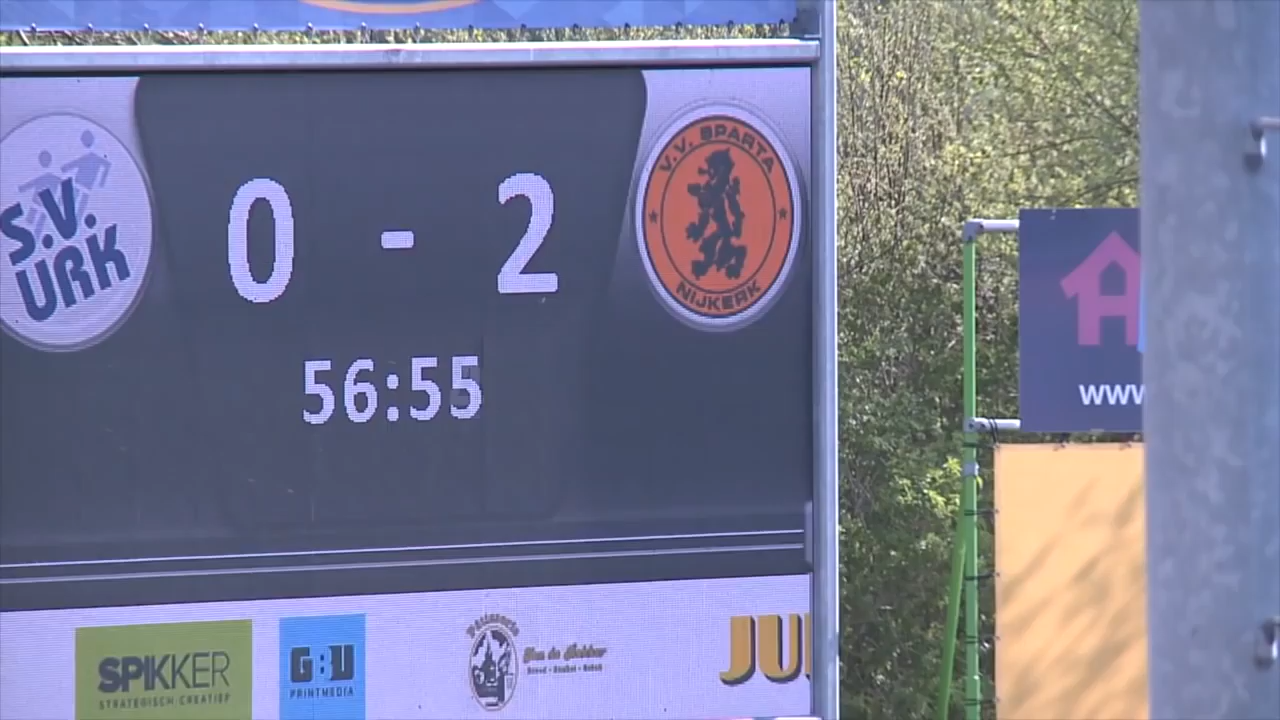 S.V.
URK
0 - 2
V.V. SPARTA
NIJKERK
56:55
www
SPIKKER
STRATEGISCH CREATIEF
GBU
PRINTMEDIA
JU